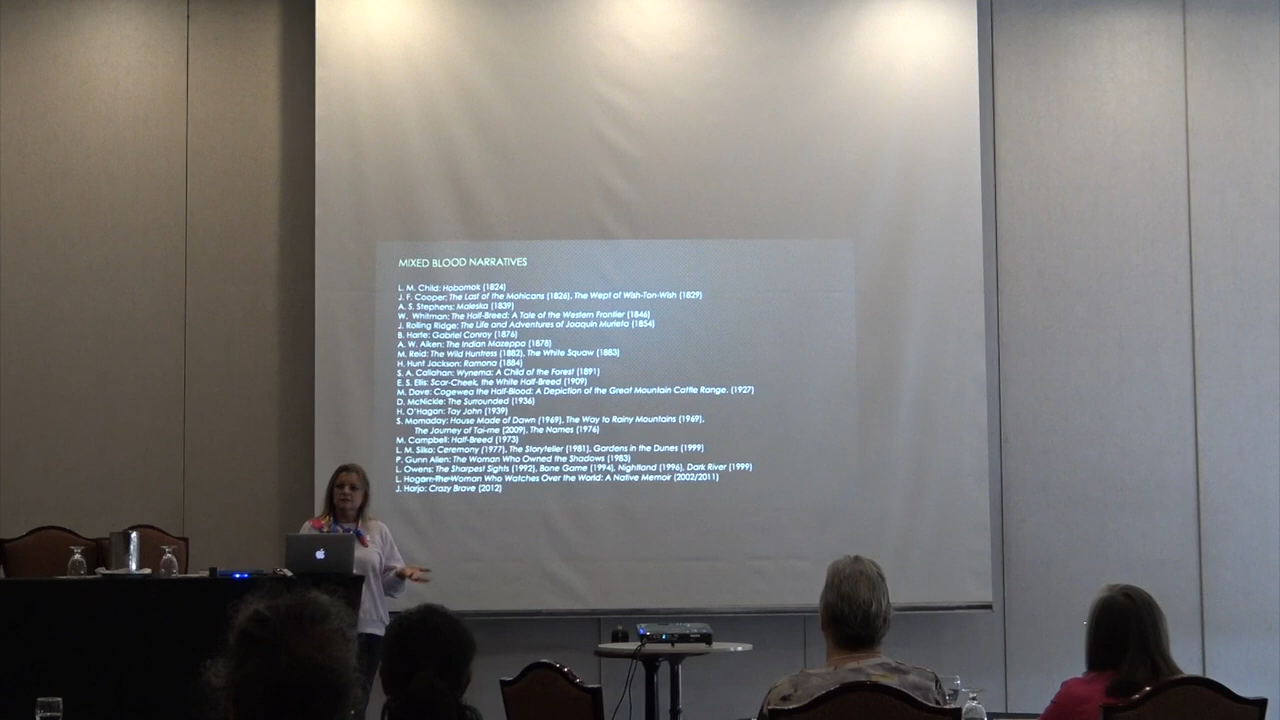 MIXED BLOOD NARRATIVES
L. M. Child: Hobomok (1824)
J. F. Cooper: The Last of the Mohicans (1826), The Wept of Wish-Ton-Wish (1829)
A. S. Stephens: Maleska (1839)
W. Whitman: The Half-Breed: A Tale of the Western Frontier (1846)
J. Rolling Ridge: The Life and Adventures of Joaquin Murieta (1854)
B. Harte: Gabriel Conroy (1876)
A. W. Aiken: The Indian Mazeppa (1878)
M. Reid: The Wild Huntress (1882), The White Squaw (1883)
H. Hunt Jackson: Ramona (1884)
S. A. Callahan: Wynema: A Child of the Forest (1891)
E. S. Ellis: Scar-Cheek, the White Half-Breed (1909)
M. Dove: Cogewea the Half-Blood: A Depiction of the Great Mountain Cattle Range. (1927)
D. McNickle: The Surrounded (1936)
H. O'Hagan: Tay John (1939)
S. Momaday: House Made of Dawn (1969), The Way to Rainy Mountains (1969),
The Journey of Tai-me (2009), The Names (1976)
M. Campbell: Half-Breed (1973)
L. M. Silko: Ceremony (1977), The Storyteller (1981), Gardens in the Dunes (1999)
P. Gunn Allen: The Woman Who Owned the Shadows (1983)
L. Owens: The Sharpest Sights (1992), Bone Game (1994), Nightland (1996), Dark River (1999)
L. Hogan: The Woman Who Watches Over the World: A Native Memoir (2002/2011)
J. Harjo: Crazy Brave (2012)